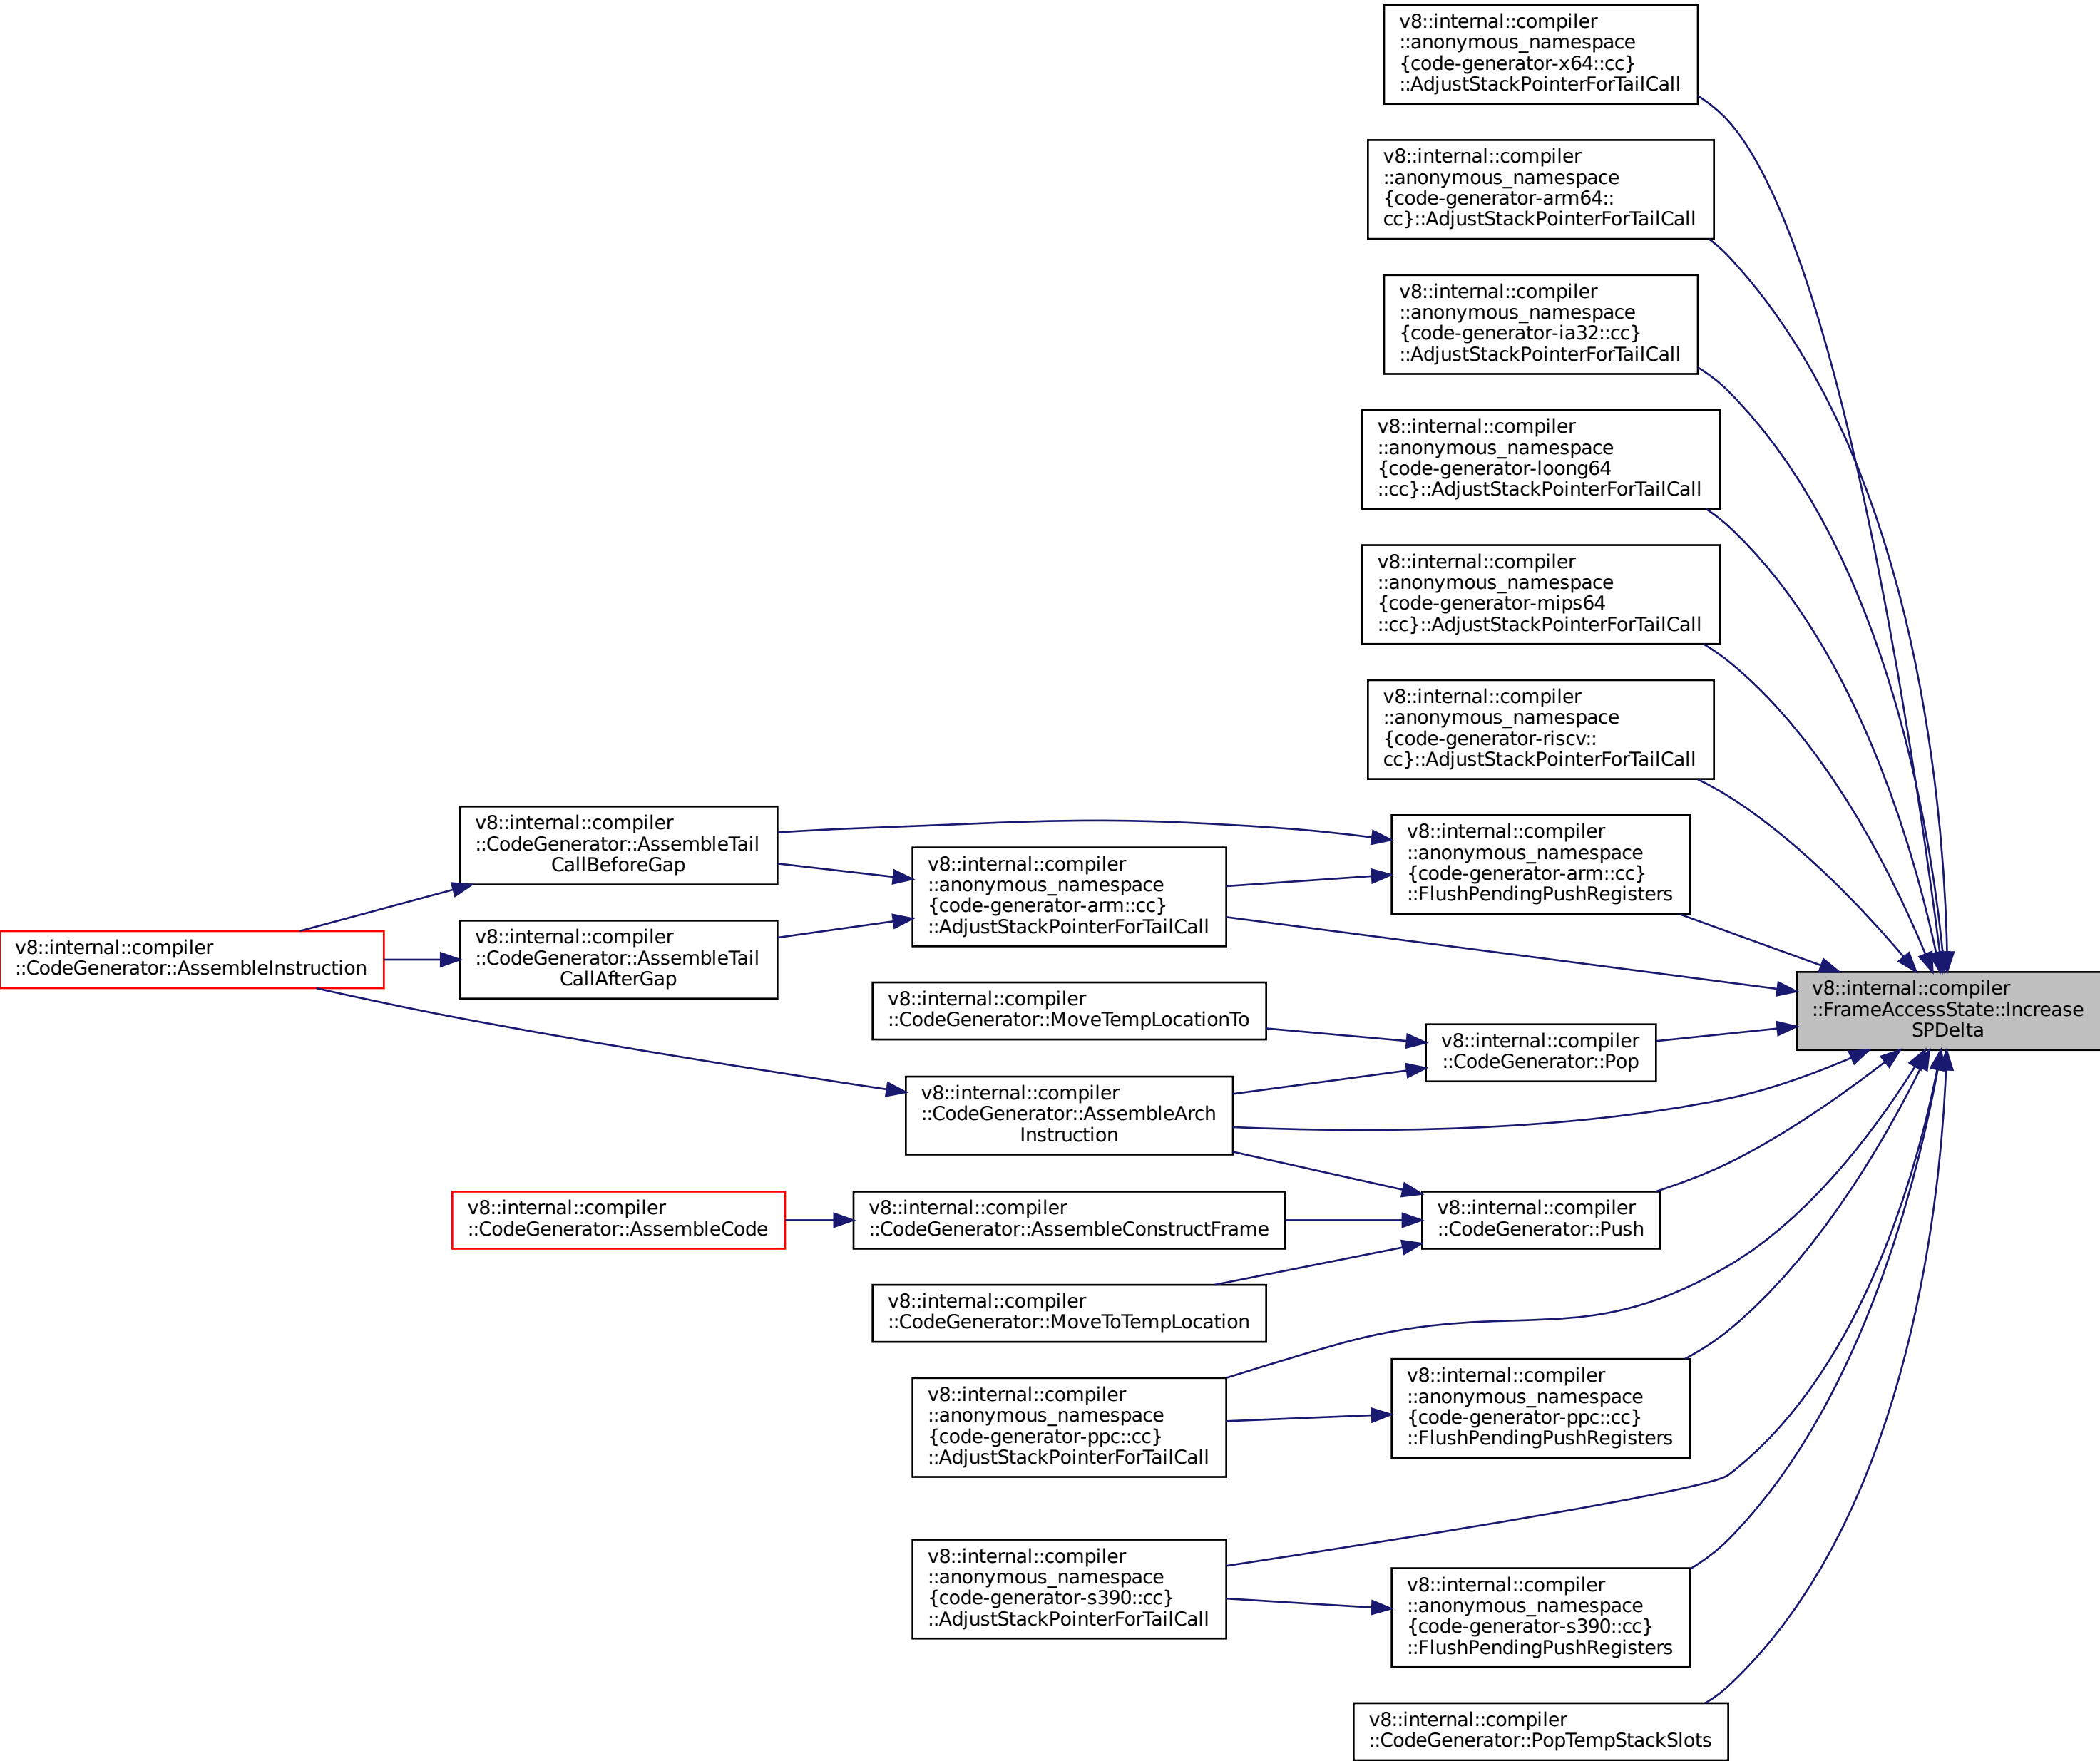 v8::internal::compiler
::anonymous_namespace
{code-generator-x64::cc}
::AdjustStackPointerForTailCall
v8::internal::compiler
::anonymous_namespace
{code-generator-arm64::
cc}::AdjustStackPointerForTailCall
v8::internal::compiler
::anonymous_namespace
{code-generator-ia32::cc}
::AdjustStackPointerForTailCall
v8::internal::compiler
::anonymous_namespace
{code-generator-loong64
::cc}::AdjustStackPointerForTailCall
v8::internal::compiler
::anonymous_namespace
{code-generator-mips64
::cc}::AdjustStackPointerForTailCall
v8::internal::compiler
::anonymous_namespace
{code-generator-riscv::
cc}::AdjustStackPointerForTailCall
v8::internal::compiler
::CodeGenerator::AssembleTail
CallBeforeGap
v8::internal::compiler
::anonymous_namespace
{code-generator-arm::cc}
::FlushPendingPushRegisters
v8::internal::compiler
::anonymous_namespace
{code-generator-arm::cc}
::AdjustStackPointerForTailCall
v8::internal::compiler
::CodeGenerator::AssembleInstruction
v8::internal::compiler
::CodeGenerator::AssembleTail
CallAfterGap
v8::internal::compiler
::FrameAccessState::Increase
SPDelta
v8::internal::compiler
::CodeGenerator::MoveTempLocationTo
v8::internal::compiler
::CodeGenerator::Pop
v8::internal::compiler
::CodeGenerator::AssembleArch
Instruction
v8::internal::compiler
::CodeGenerator::AssembleCode
v8::internal::compiler
::CodeGenerator::AssembleConstructFrame
v8::internal::compiler
::CodeGenerator::Push
v8::internal::compiler
::CodeGenerator::MoveToTempLocation
v8::internal::compiler
::anonymous_namespace
{code-generator-ppc::cc}
::AdjustStackPointerForTailCall
v8::internal::compiler
::anonymous_namespace
{code-generator-ppc::cc}
::FlushPendingPushRegisters
v8::internal::compiler
::anonymous_namespace
{code-generator-s390::cc}
::AdjustStackPointerForTailCall
v8::internal::compiler
::anonymous_namespace
{code-generator-s390::cc}
::FlushPendingPushRegisters
v8::internal::compiler
::CodeGenerator::PopTempStackSlots